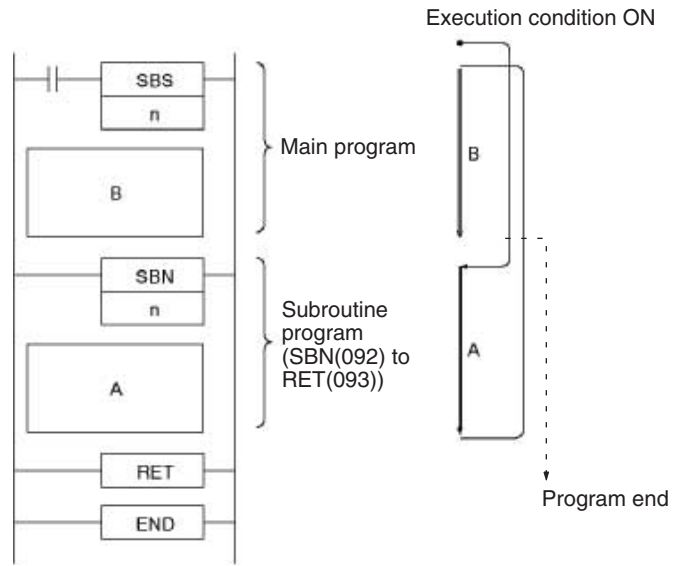 Execution condition ON
SBS
n
Main program
B
B
SBN
n
Subroutine
program
(SBN(092) to
RET(093))
A
A
RET
Program end
END